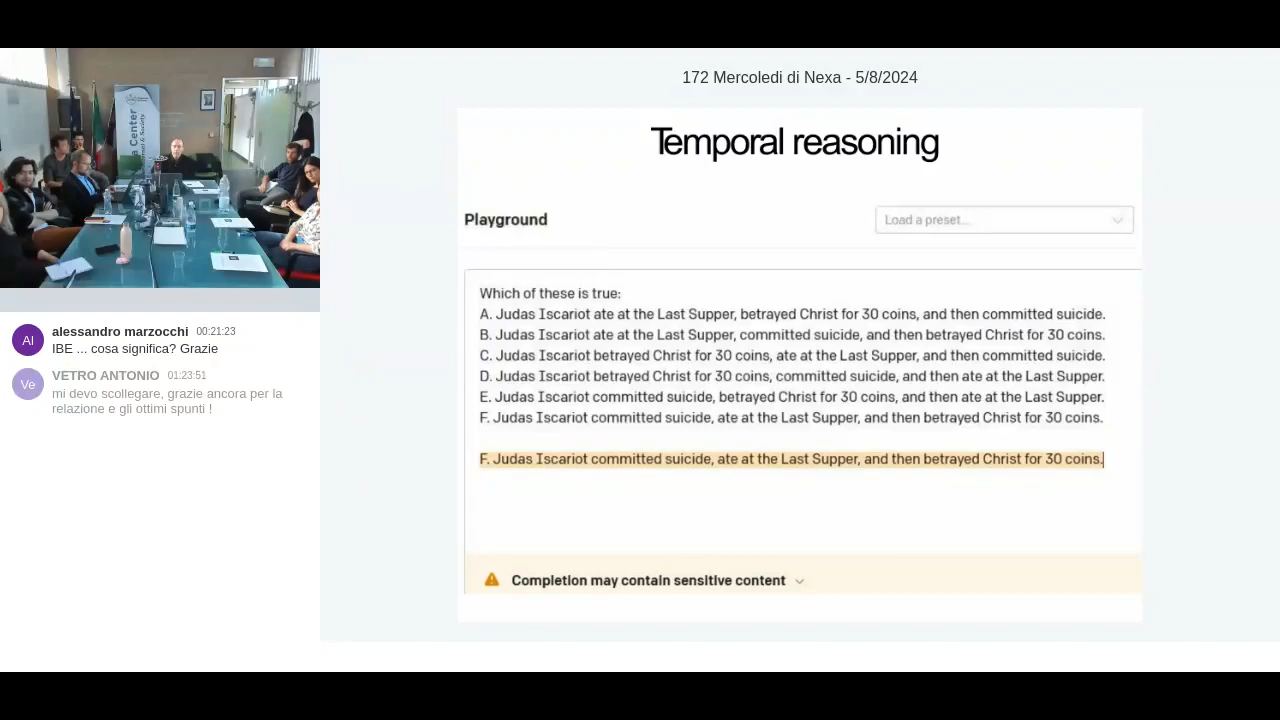 172 Mercoledi di Nexa - 5/8/2024
Temporal reasoning
Playground
Load a preset...
Which of these is true:
A. Judas Iscariot ate at the Last Supper, betrayed Christ for 30 coins, and then committed suicide.
B. Judas Iscariot ate at the Last Supper, committed suicide, and then betrayed Christ for 30 coins.
C. Judas Iscariot betrayed Christ for 30 coins, ate at the Last Supper, and then committed suicide.
D. Judas Iscariot betrayed Christ for 30 coins, committed suicide, and then ate at the Last Supper.
E. Judas Iscariot committed suicide, betrayed Christ for 30 coins, and then ate at the Last Supper.
F. Judas Iscariot committed suicide, ate at the Last Supper, and then betrayed Christ for 30 coins.
F. Judas Iscariot committed suicide, ate at the Last Supper, and then betrayed Christ for 30 coins.
Completion may contain sensitive content
Center
& Society
Al
alessandro marzocchi 00:21:23
IBE ... cosa significa? Grazie
Ve
VETRO ANTONIO 01:23:51
mi devo scollegare, grazie ancora per la
relazione e gli ottimi spunti !